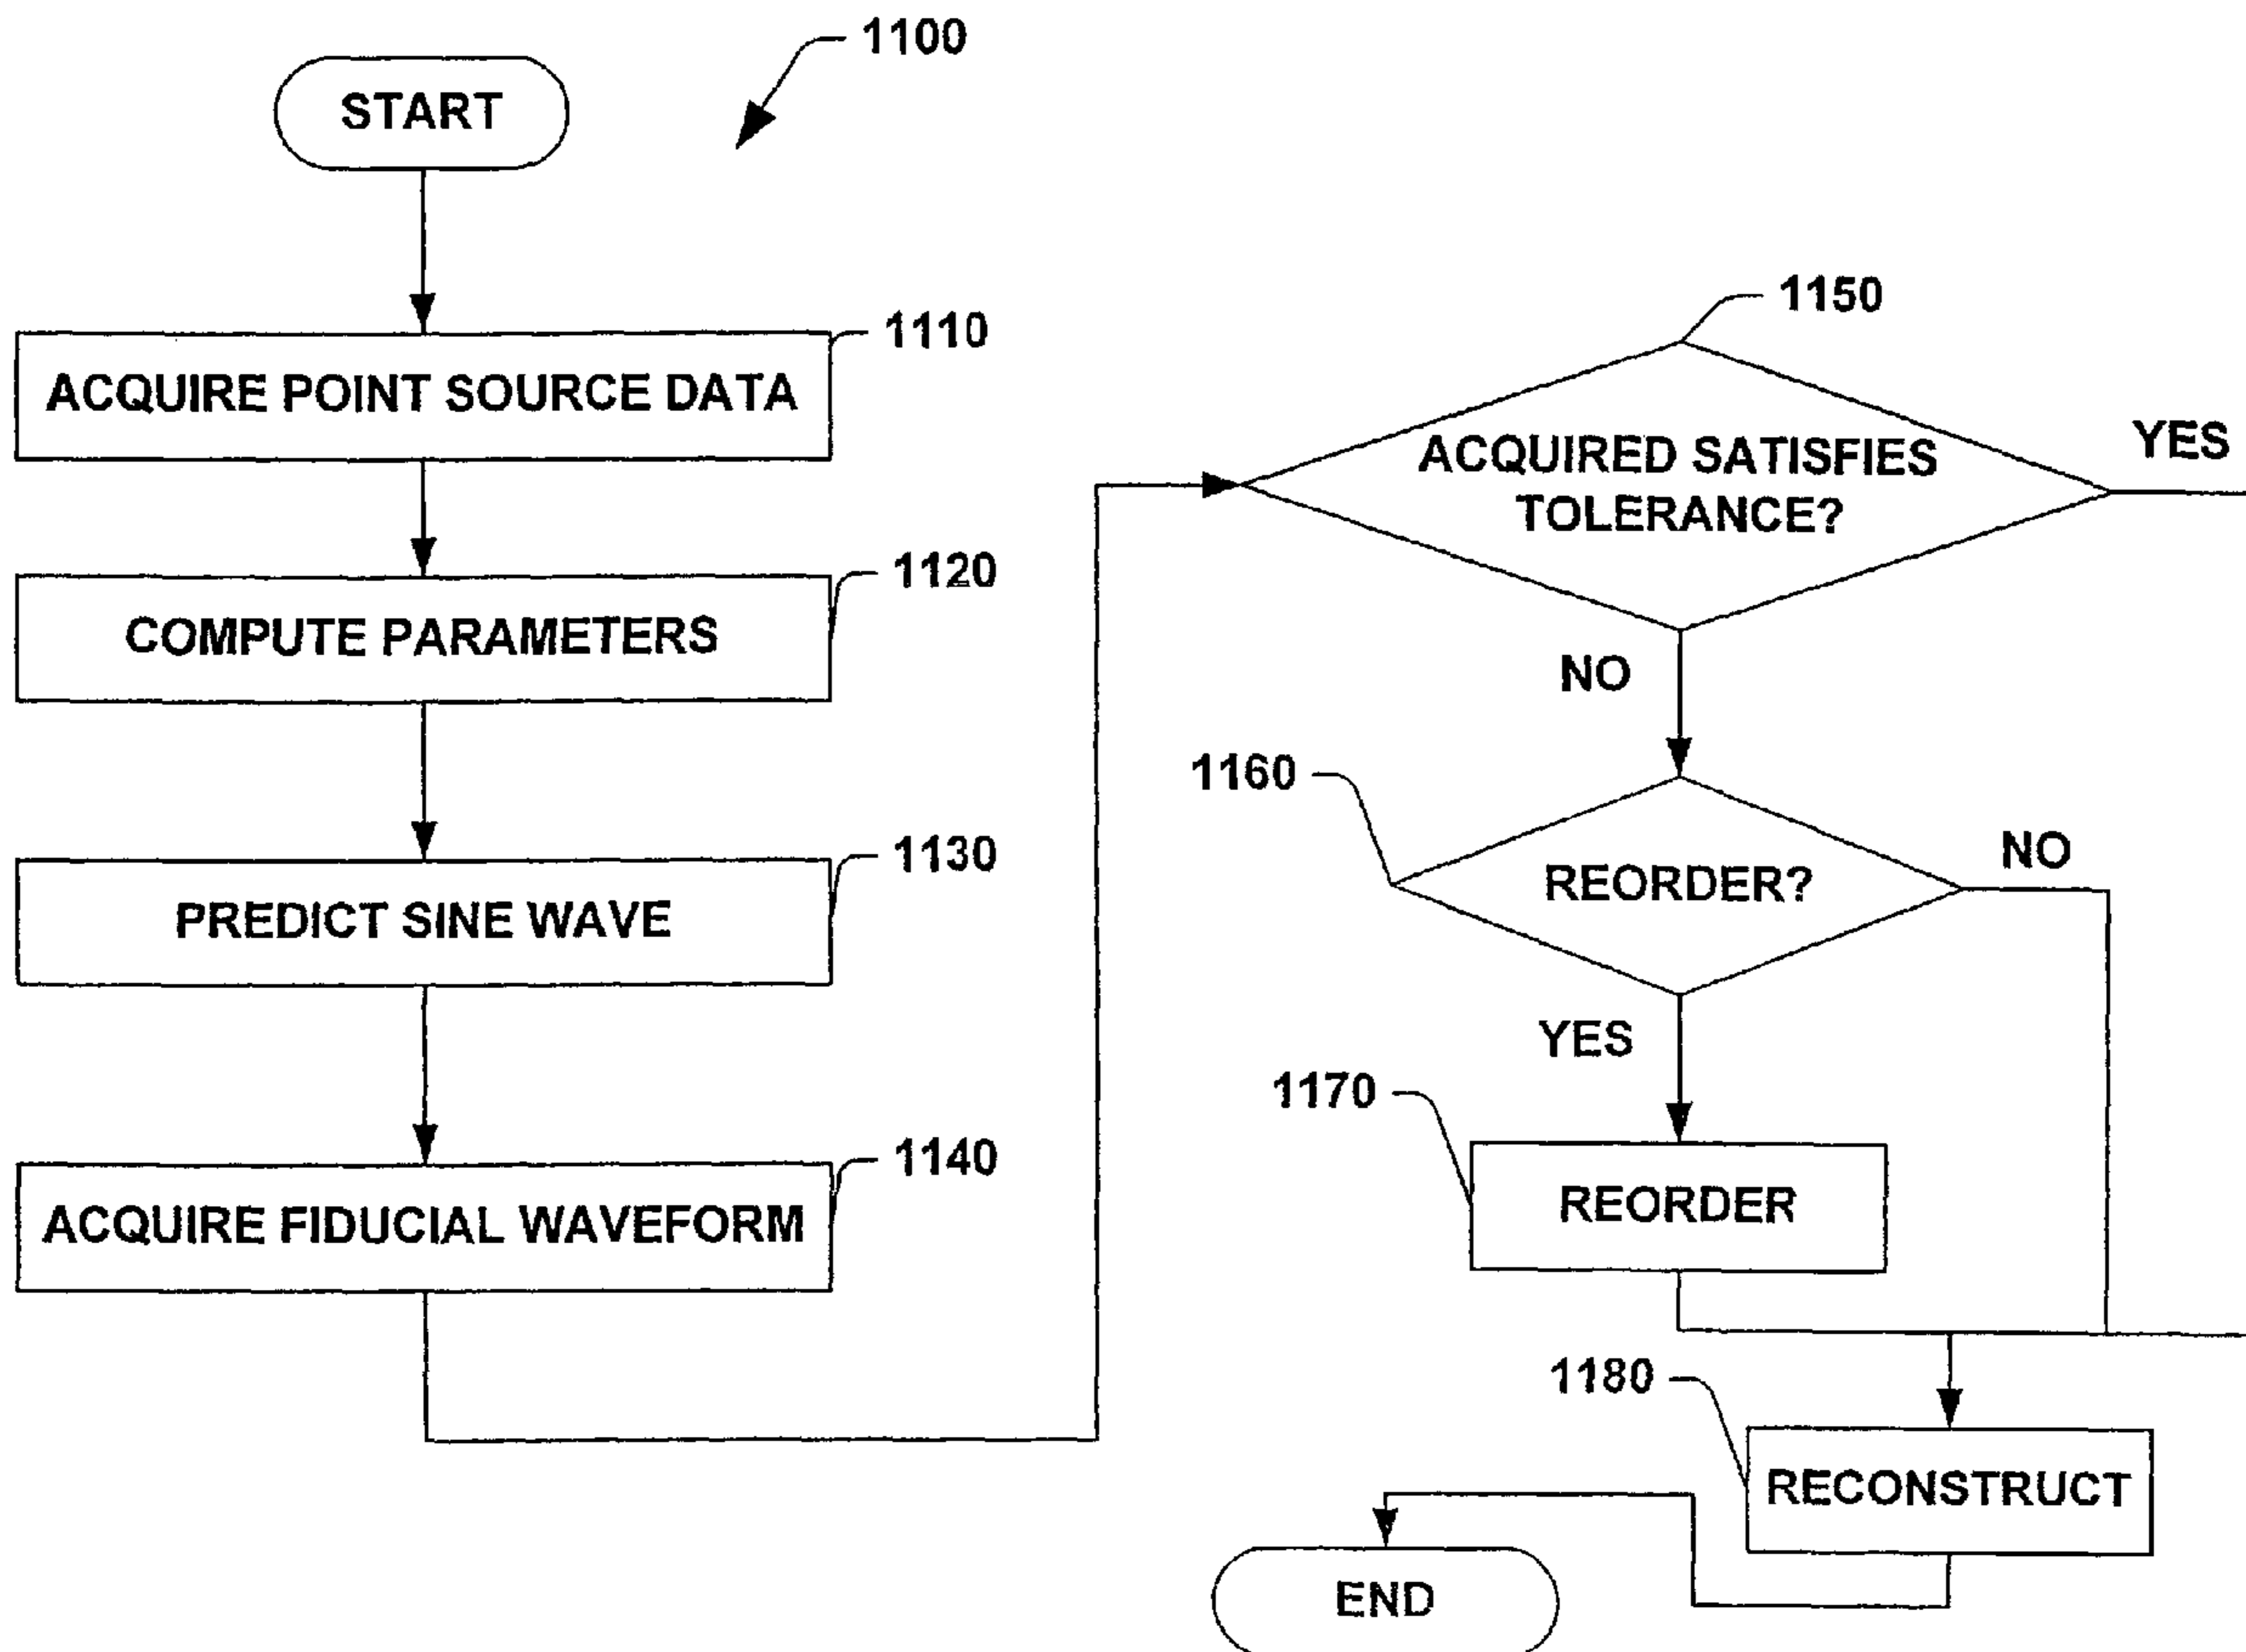 1100
START
1110
ACQUIRE POINT SOURCE DATA
1120
COMPUTE PARAMETERS
1130
PREDICT SINE WAVE
1140
ACQUIRE FIDUCIAL WAVEFORM
1150
ACQUIRED SATISFIES
TOLERANCE?
YES
NO
1160
REORDER?
NO
YES
1170
REORDER
1180
RECONSTRUCT
END